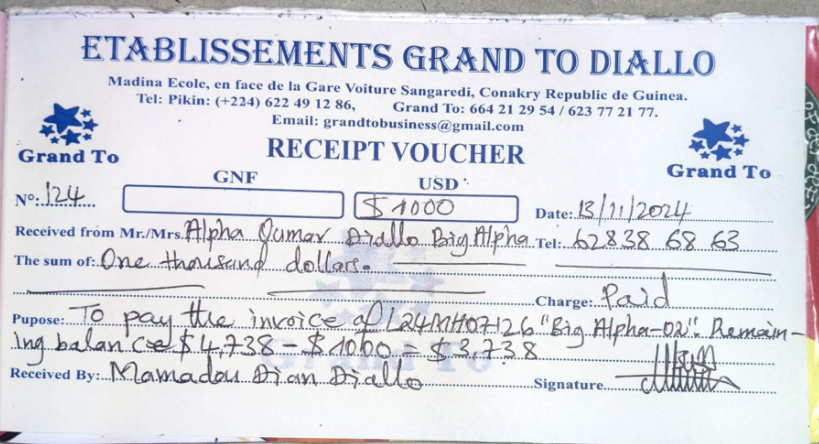 ETABLISSEMENTS GRAND TO DIALLO
Madina Ecole, en face de la Gare Voiture Sangaredi, Conakry Republic de Guinea.
Tel: Pikin: (+224) 622 49 12 86, Grand To: 664 21 29 54 / 623 77 21 77.
Email: grandtobusiness@gmail.com
Grand To RECEIPT VOUCHER Grand To
GNF USD
N°: 124 $ 1000 Date: 13/11/2024
Received from Mr./Mrs. Alpha Oumar Diallo Big Alpha Tel: 62838 68 63
The sum of: One thousand dollars.
Charge: Paid
Pupose: To pay the invoice of L24MH07126 "Big Alpha-02". Remain-
ing balance $4,738 - $1000 = $3,738
Received By: Mamadou Dian Diallo Signature